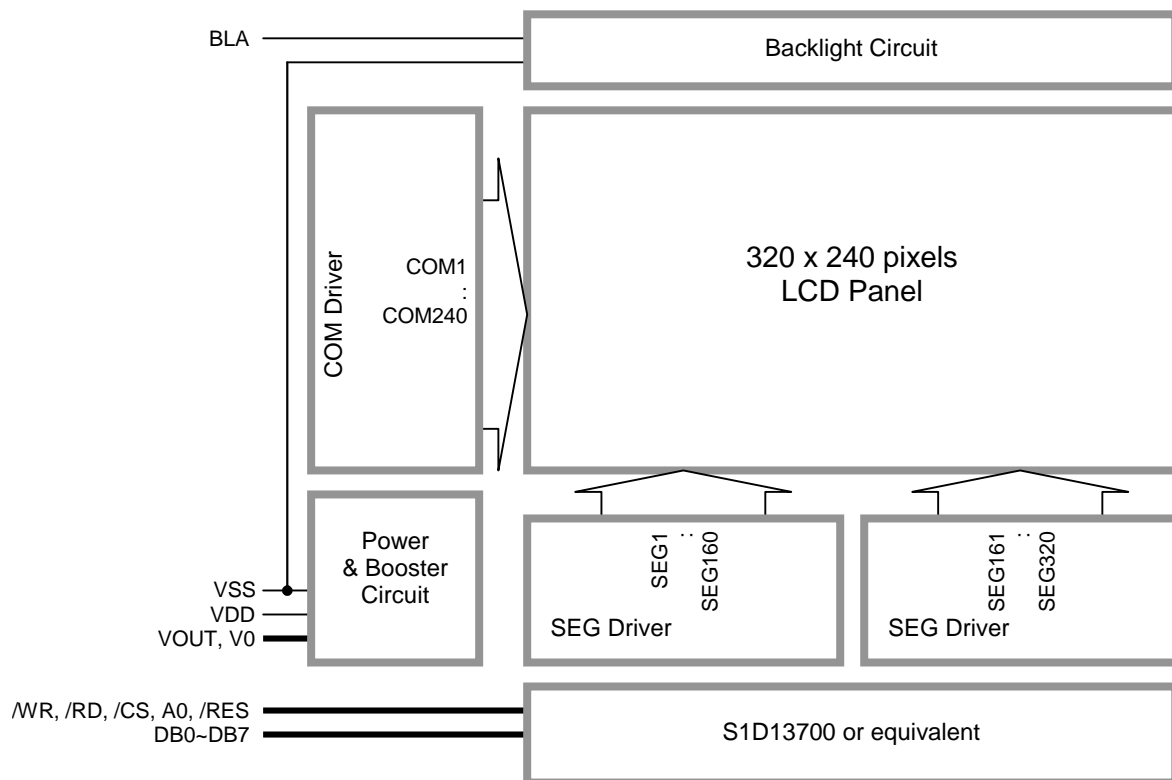 BLA
Backlight Circuit
COM Driver
COM1
:
COM240
320 x 240 pixels
LCD Panel
Power
& Booster
Circuit
VSS
VDD
VOUT, V0
SEG1
:
SEG160
SEG Driver
SEG161
:
SEG320
SEG Driver
/WR, /RD, /CS, A0, /RES
DB0~DB7
S1D13700 or equivalent